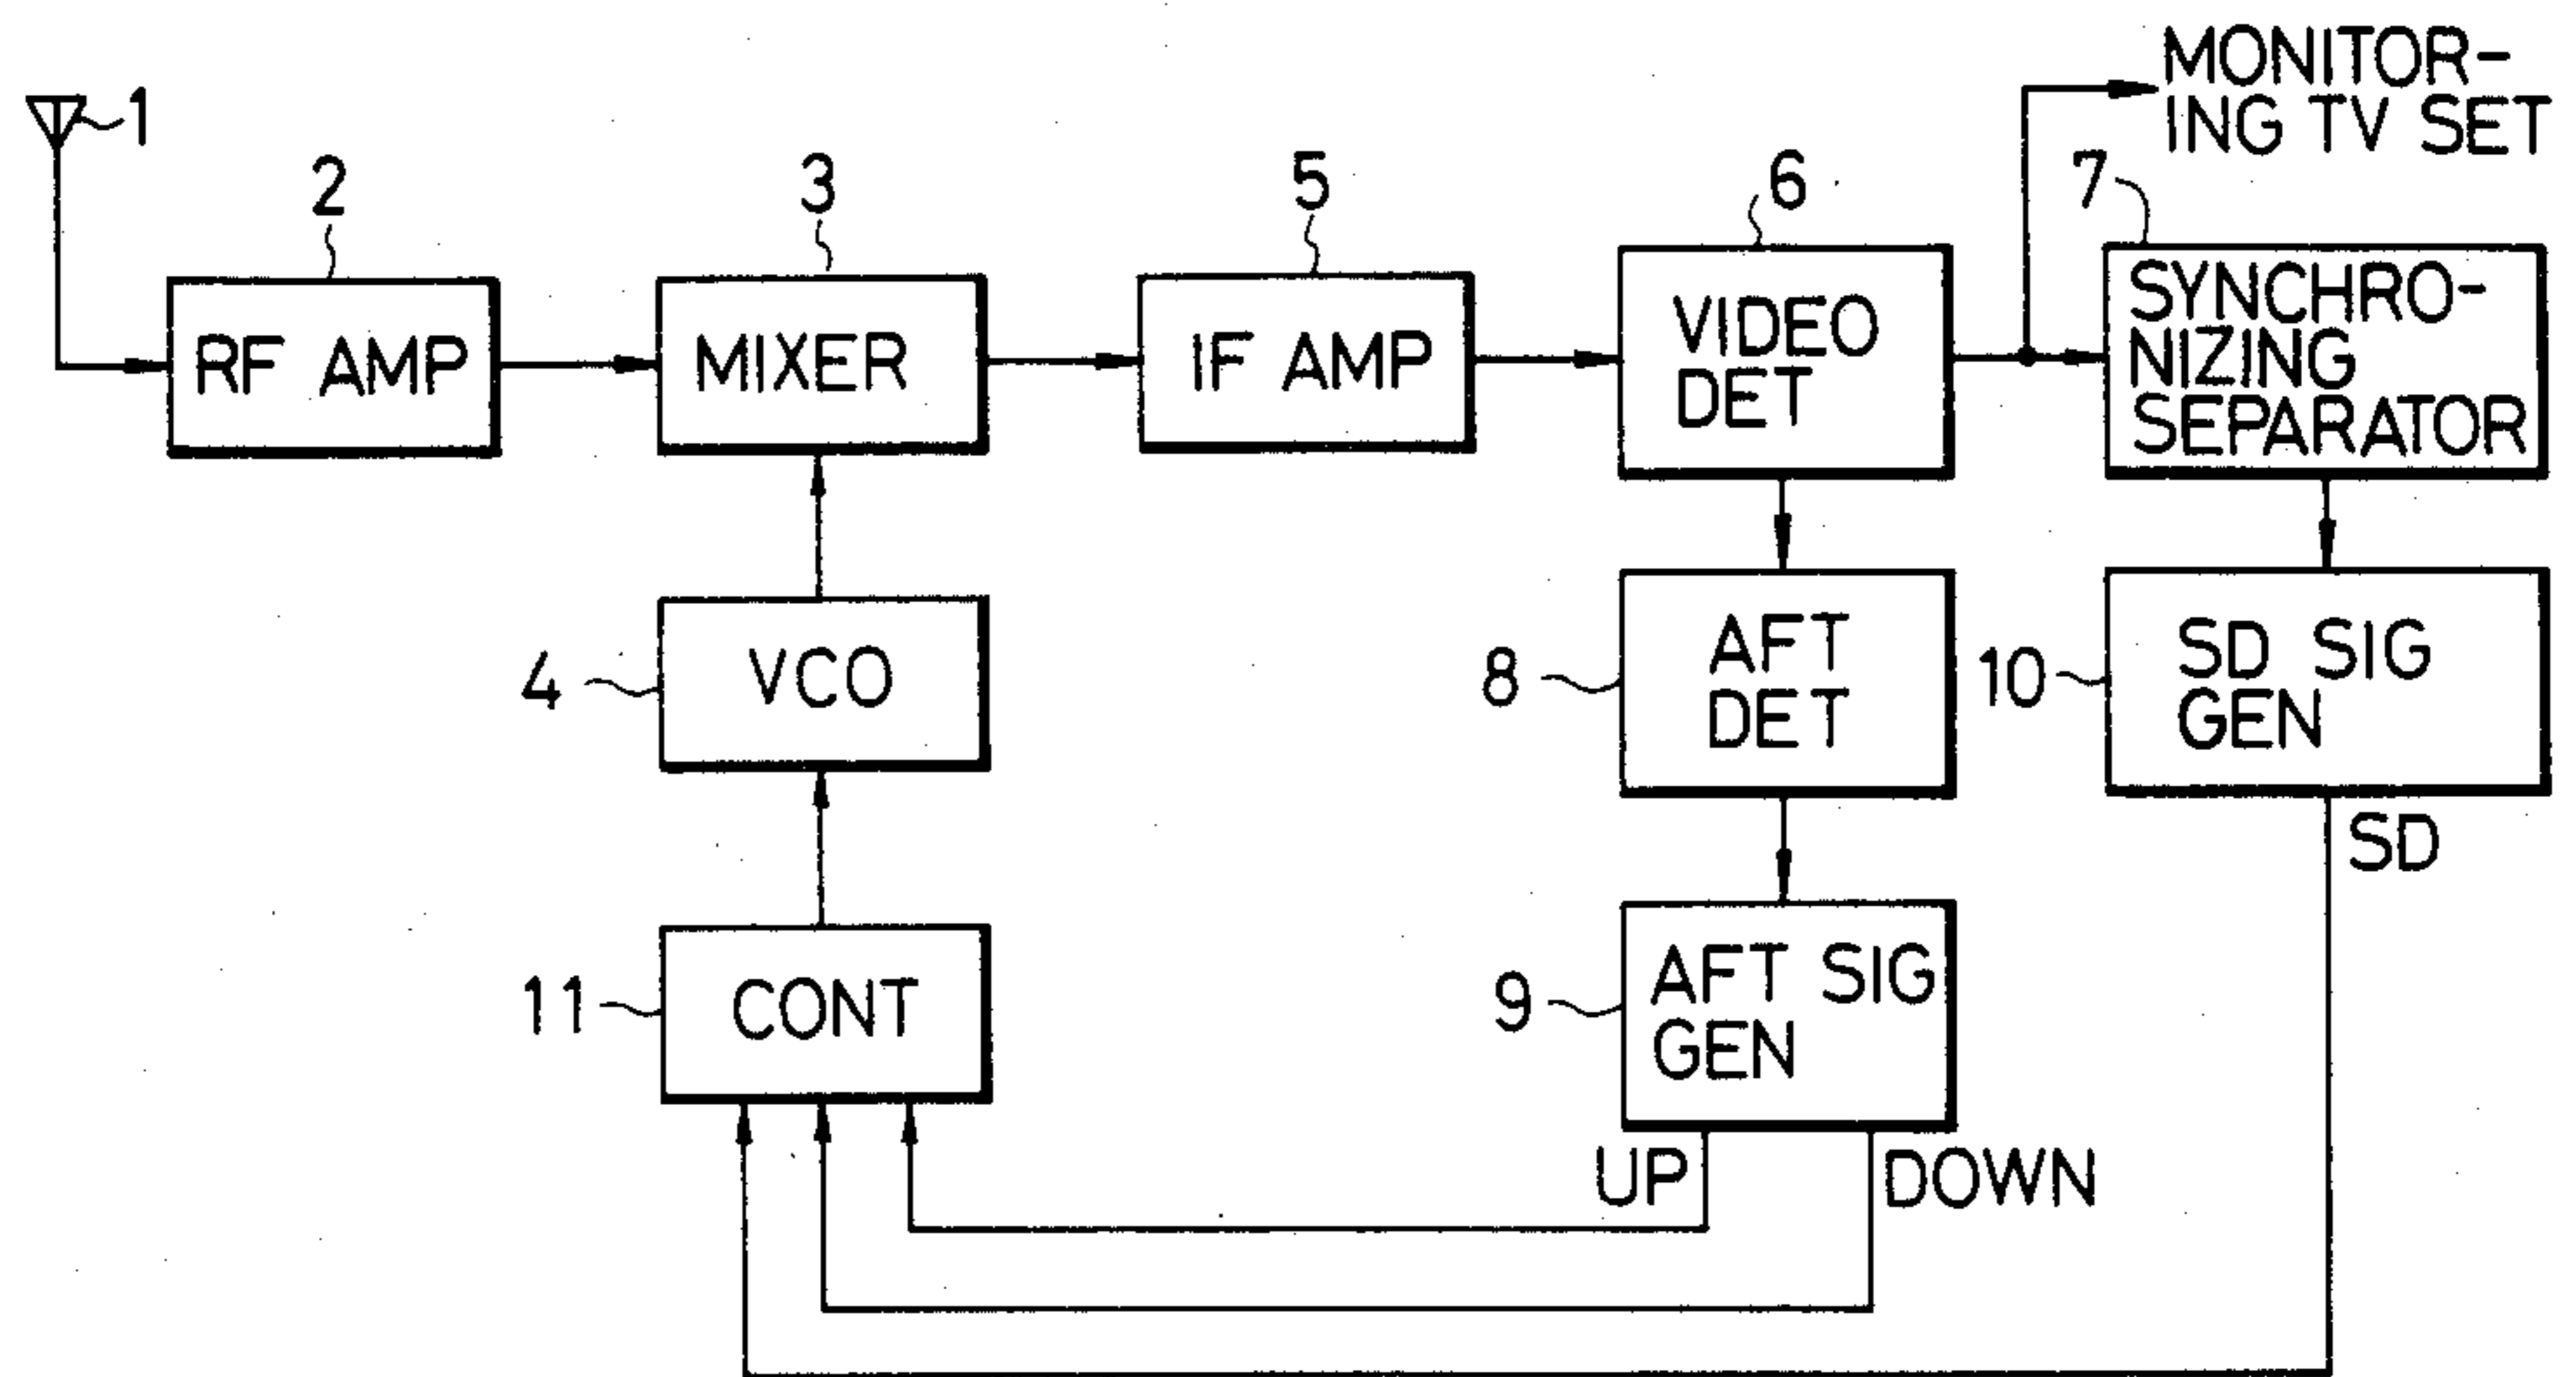 MONITOR-
ING TV SET
1
2
3
5
6
7
RF AMP
MIXER
IF AMP
VIDEO
DET
SYNCHRO-
NIZING
SEPARATOR
4
VCO
8
AFT
DET
10
SD SIG
GEN
SD
11
CONT
9
AFT SIG
GEN
UP
DOWN